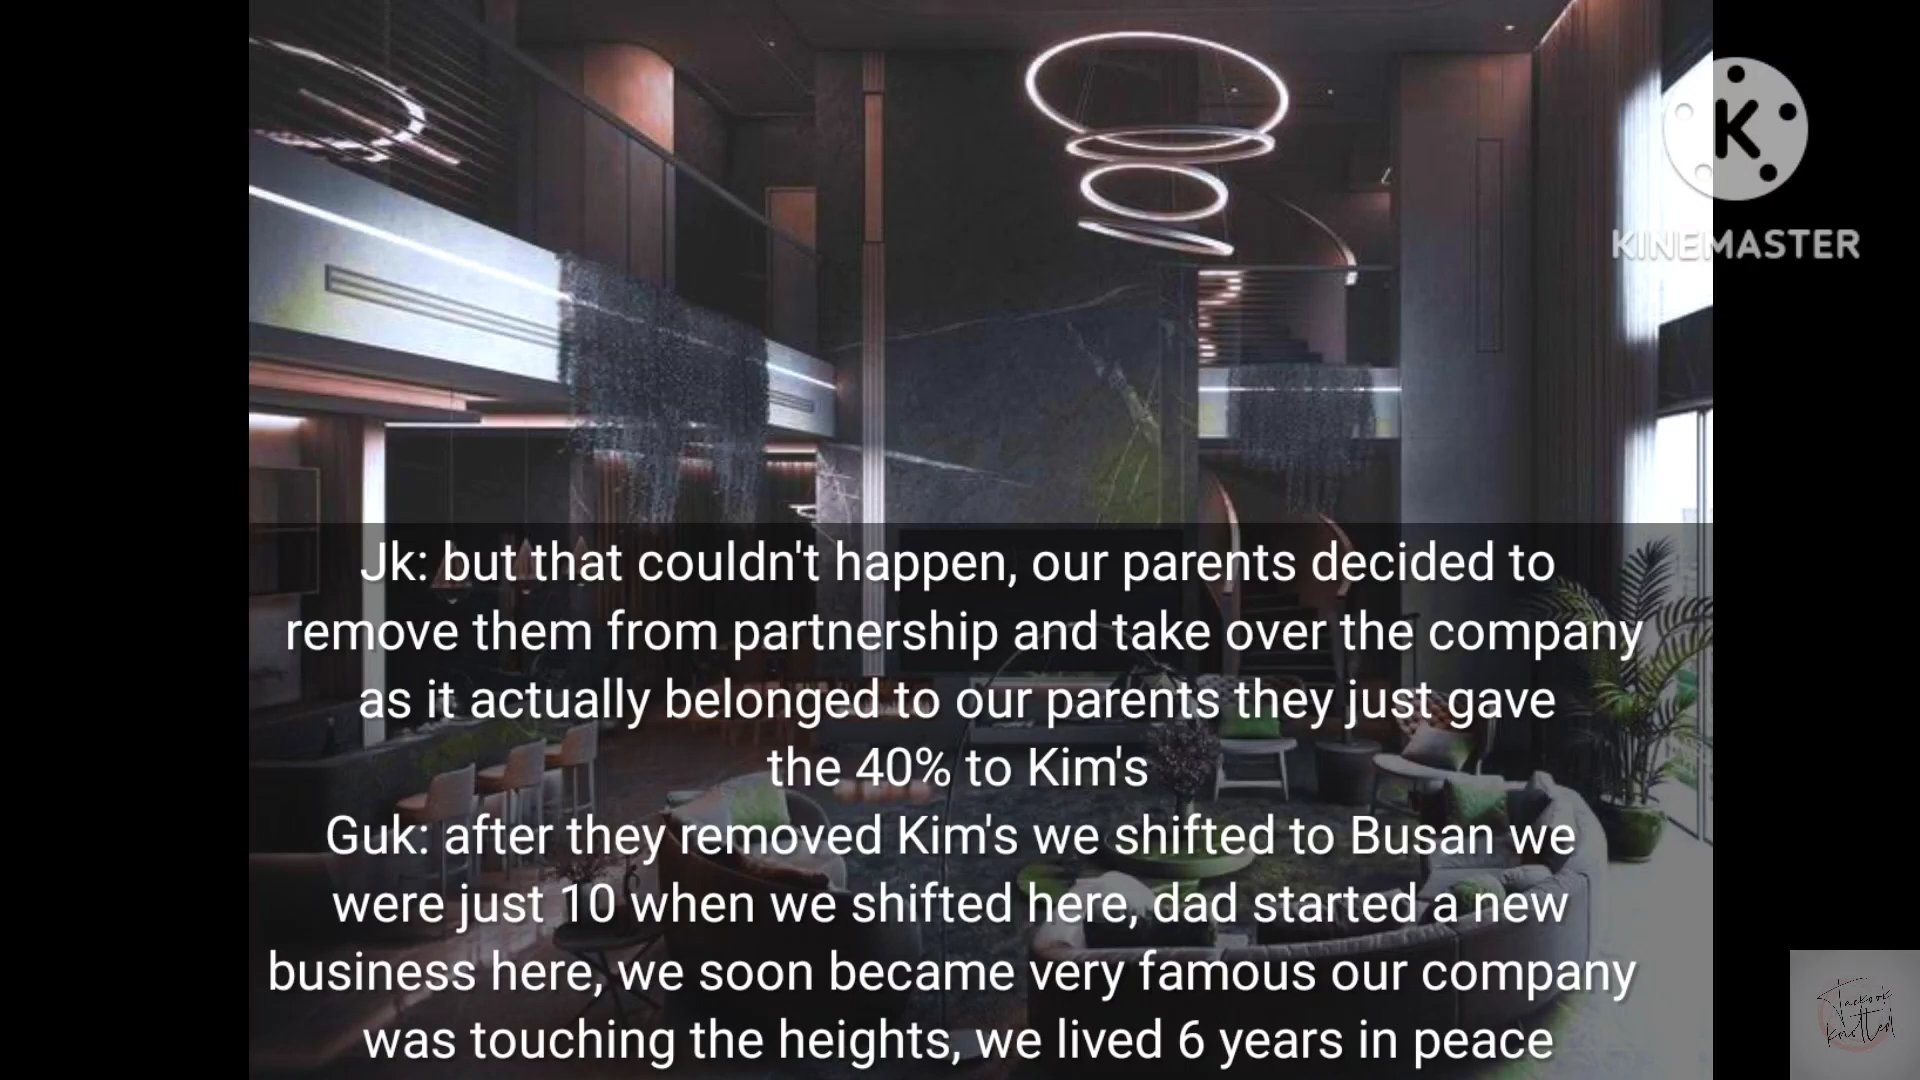 K
KINEMASTER
Jk: but that couldn't happen, our parents decided to
remove them from partnership and take over the company
as it actually belonged to our parents they just gave
the 40% to Kim's
Guk: after they removed Kim's we shifted to Busan we
were just 10 when we shifted here, dad started a new
business here, we soon became very famous our company
was touching the heights, we lived 6 years in peace